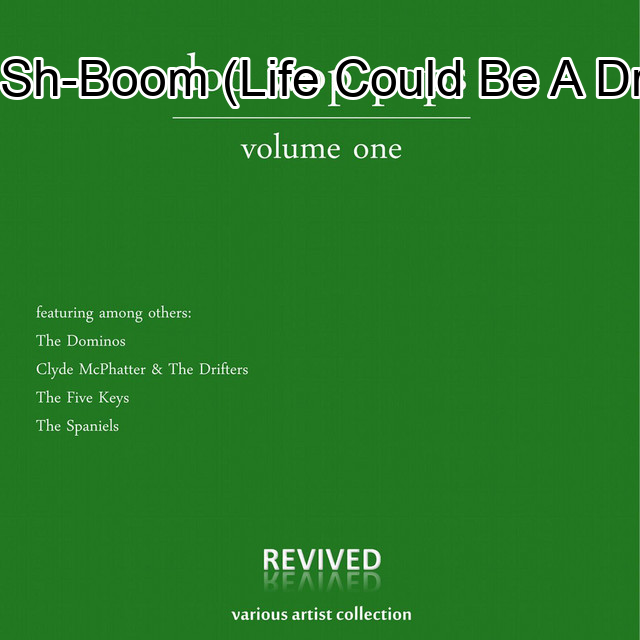 Sh-Boom (Life Could Be A Dr
volume one
featuring among others:
The Dominos
Clyde McPhatter & The Drifters
The Five Keys
The Spaniels
REVIVED
various artist collection